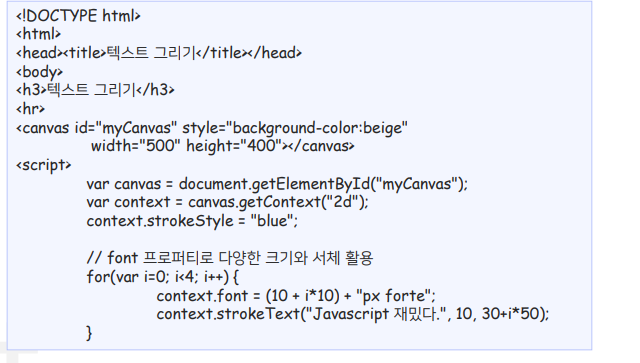 <!DOCTYPE html>
<html>
<head><title>텍스트 그리기</title></head>
<body>
<h3>텍스트 그리기</h3>
<hr>
<canvas id="myCanvas" style="background-color:beige"
width="500" height="400"></canvas>
<script>
var canvas = document.getElementById("myCanvas");
var context = canvas.getContext("2d");
context.strokeStyle = "blue";
// font 프로퍼티로 다양한 크기와 서체 활용
for(var i=0; i<4; i++) {
context.font = (10 + i*10) + "px forte";
context.strokeText("Javascript 재밌다.", 10, 30+i*50);
}